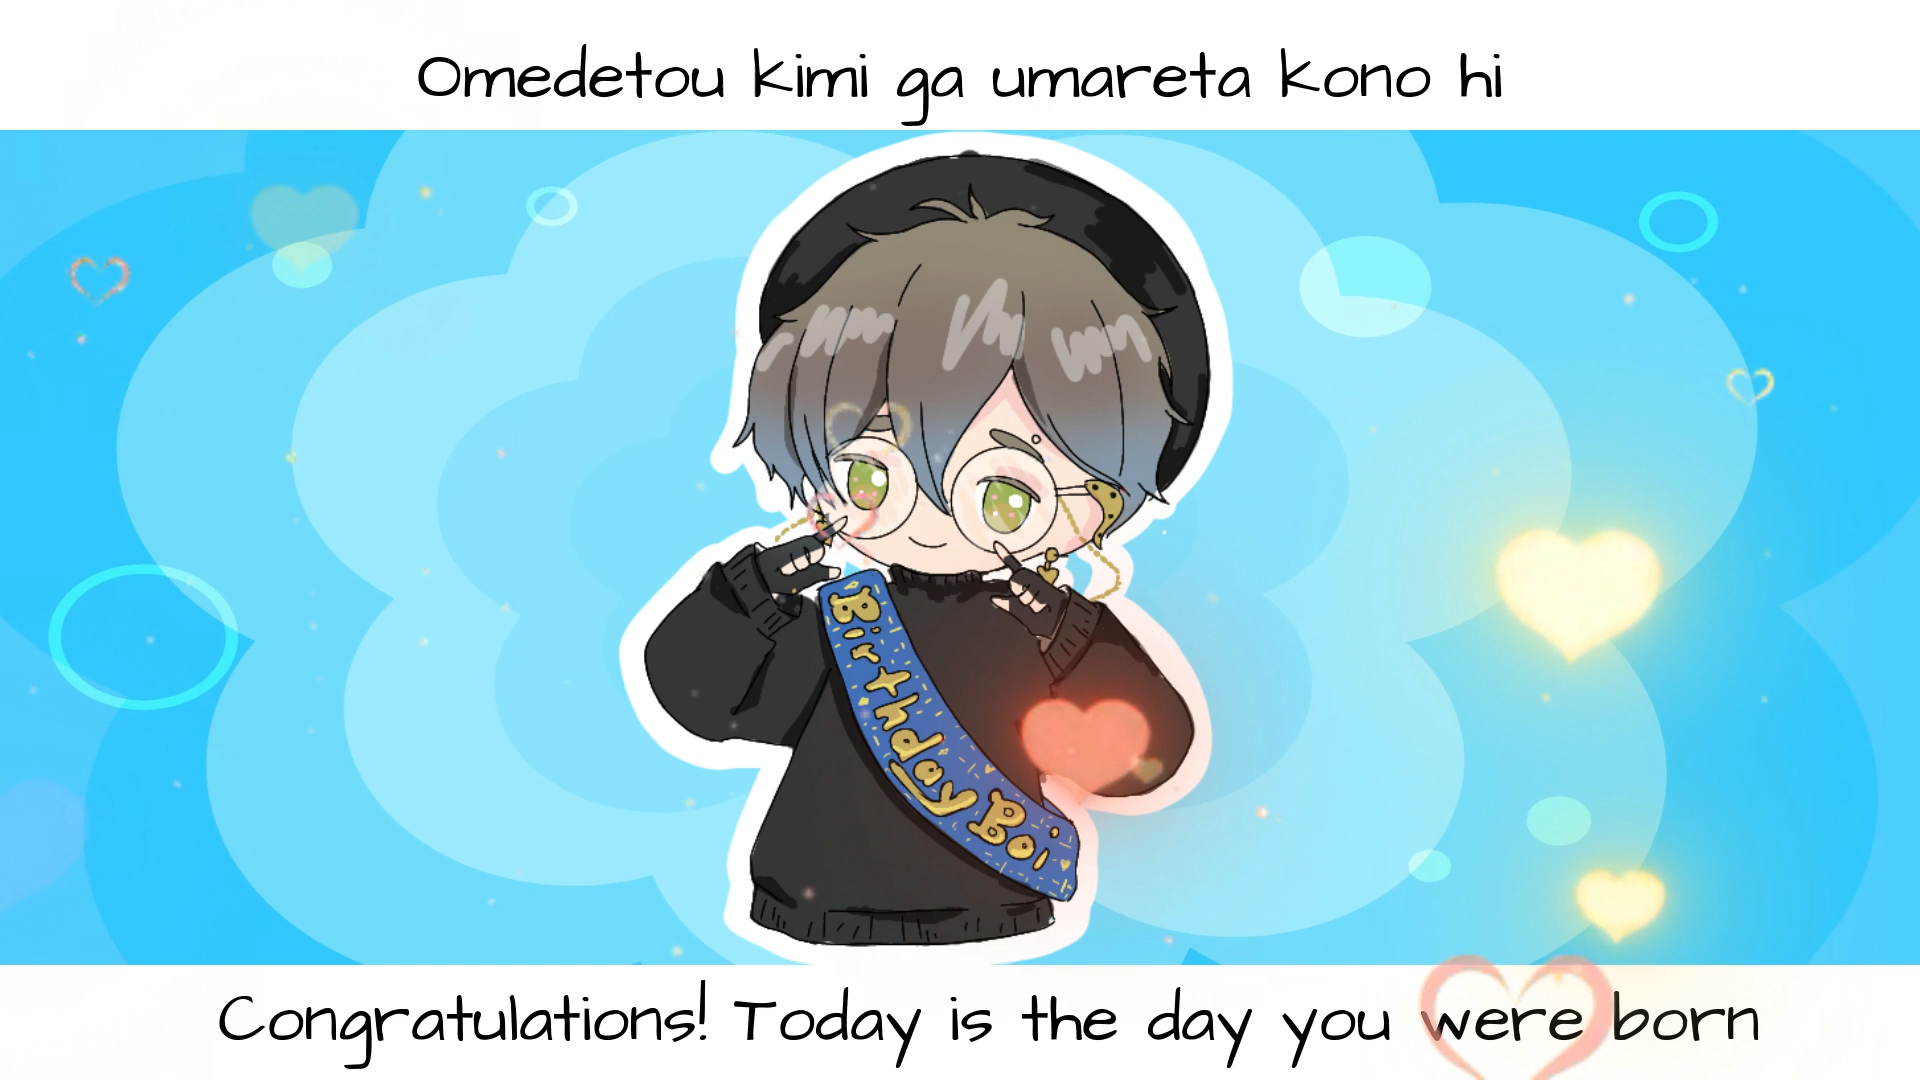 Omedetou kimi ga umareta kono hi
Birthday Boi
Congratulations! Today is the day you were born